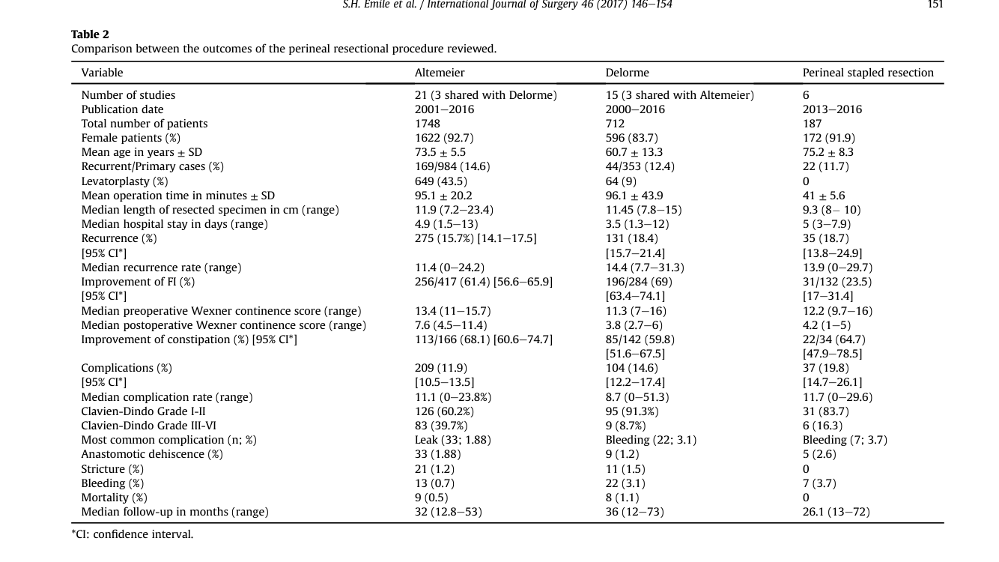 S.H. Emile et al. / International Journal of Surgery 46 (2017) 146–154 151
Table 2
Comparison between the outcomes of the perineal resectional procedure reviewed.
Variable Altemeier Delorme Perineal stapled resection
Number of studies 21 (3 shared with Delorme) 15 (3 shared with Altemeier) 6
Publication date 2001–2016 2000–2016 2013–2016
Total number of patients 1748 712 187
Female patients (%) 1622 (92.7) 596 (83.7) 172 (91.9)
Mean age in years ± SD 73.5 ± 5.5 60.7 ± 13.3 75.2 ± 8.3
Recurrent/Primary cases (%) 169/984 (14.6) 44/353 (12.4) 22 (11.7)
Levatorplasty (%) 649 (43.5) 64 (9) 0
Mean operation time in minutes ± SD 95.1 ± 20.2 96.1 ± 43.9 41 ± 5.6
Median length of resected specimen in cm (range) 11.9 (7.2–23.4) 11.45 (7.8–15) 9.3 (8– 10)
Median hospital stay in days (range) 4.9 (1.5–13) 3.5 (1.3–12) 5 (3–7.9)
Recurrence (%) 275 (15.7%) [14.1–17.5] 131 (18.4) 35 (18.7)
[95% CI*] [15.7–21.4] [13.8–24.9]
Median recurrence rate (range) 11.4 (0–24.2) 14.4 (7.7–31.3) 13.9 (0–29.7)
Improvement of FI (%) 256/417 (61.4) [56.6–65.9] 196/284 (69) 31/132 (23.5)
[95% CI*] [63.4–74.1] [17–31.4]
Median preoperative Wexner continence score (range) 13.4 (11–15.7) 11.3 (7–16) 12.2 (9.7–16)
Median postoperative Wexner continence score (range) 7.6 (4.5–11.4) 3.8 (2.7–6) 4.2 (1–5)
Improvement of constipation (%) [95% CI*] 113/166 (68.1) [60.6–74.7] 85/142 (59.8) 22/34 (64.7)
[51.6–67.5] [47.9–78.5]
Complications (%) 209 (11.9) 104 (14.6) 37 (19.8)
[95% CI*] [10.5–13.5] [12.2–17.4] [14.7–26.1]
Median complication rate (range) 11.1 (0–23.8%) 8.7 (0–51.3) 11.7 (0–29.6)
Clavien-Dindo Grade I-II 126 (60.2%) 95 (91.3%) 31 (83.7)
Clavien-Dindo Grade III-VI 83 (39.7%) 9 (8.7%) 6 (16.3)
Most common complication (n; %) Leak (33; 1.88) Bleeding (22; 3.1) Bleeding (7; 3.7)
Anastomotic dehiscence (%) 33 (1.88) 9 (1.2) 5 (2.6)
Stricture (%) 21 (1.2) 11 (1.5) 0
Bleeding (%) 13 (0.7) 22 (3.1) 7 (3.7)
Mortality (%) 9 (0.5) 8 (1.1) 0
Median follow-up in months (range) 32 (12.8–53) 36 (12–73) 26.1 (13–72)
*CI: confidence interval.